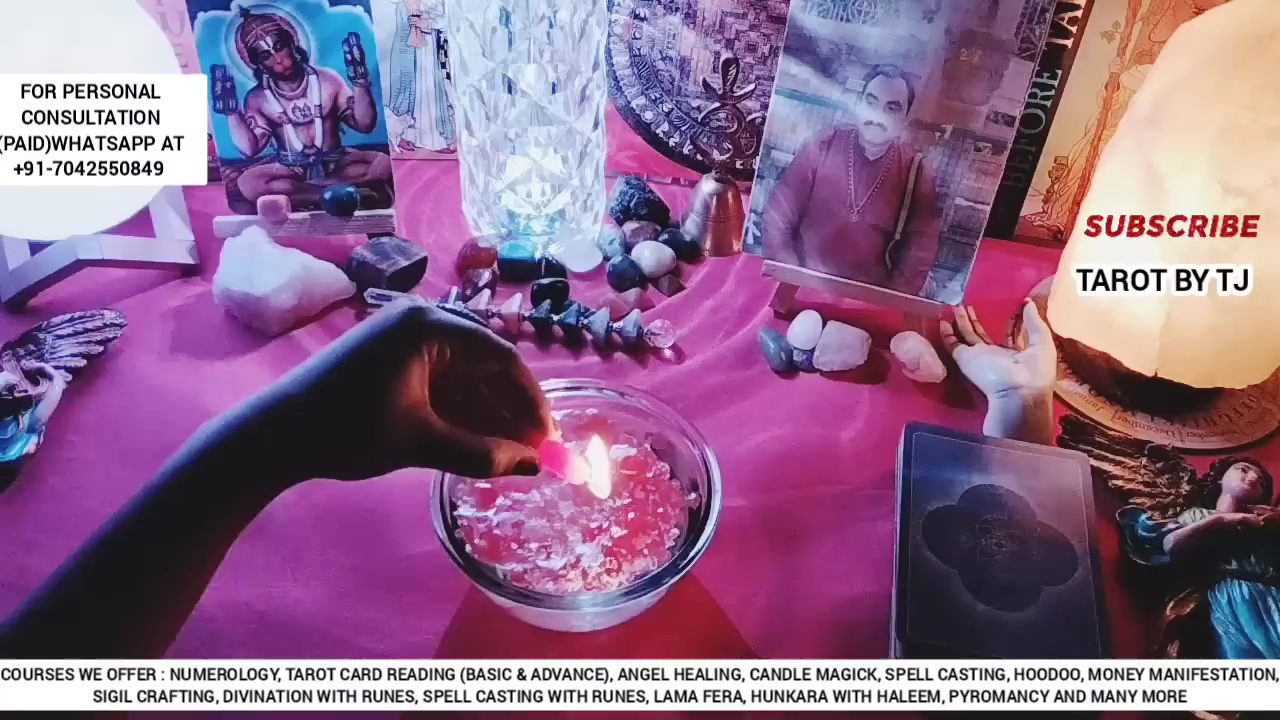 FOR PERSONAL
CONSULTATION
(PAID)WHATSAPP AT
+91-7042550849
BEFORE
SUBSCRIBE
TAROT BY TJ
COURSES WE OFFER : NUMEROLOGY, TAROT CARD READING (BASIC & ADVANCE), ANGEL HEALING, CANDLE MAGICK, SPELL CASTING, HOODOO, MONEY MANIFESTATION,
SIGIL CRAFTING, DIVINATION WITH RUNES, SPELL CASTING WITH RUNES, LAMA FERA, HUNKARA WITH HALEEM, PYROMANCY AND MANY MORE